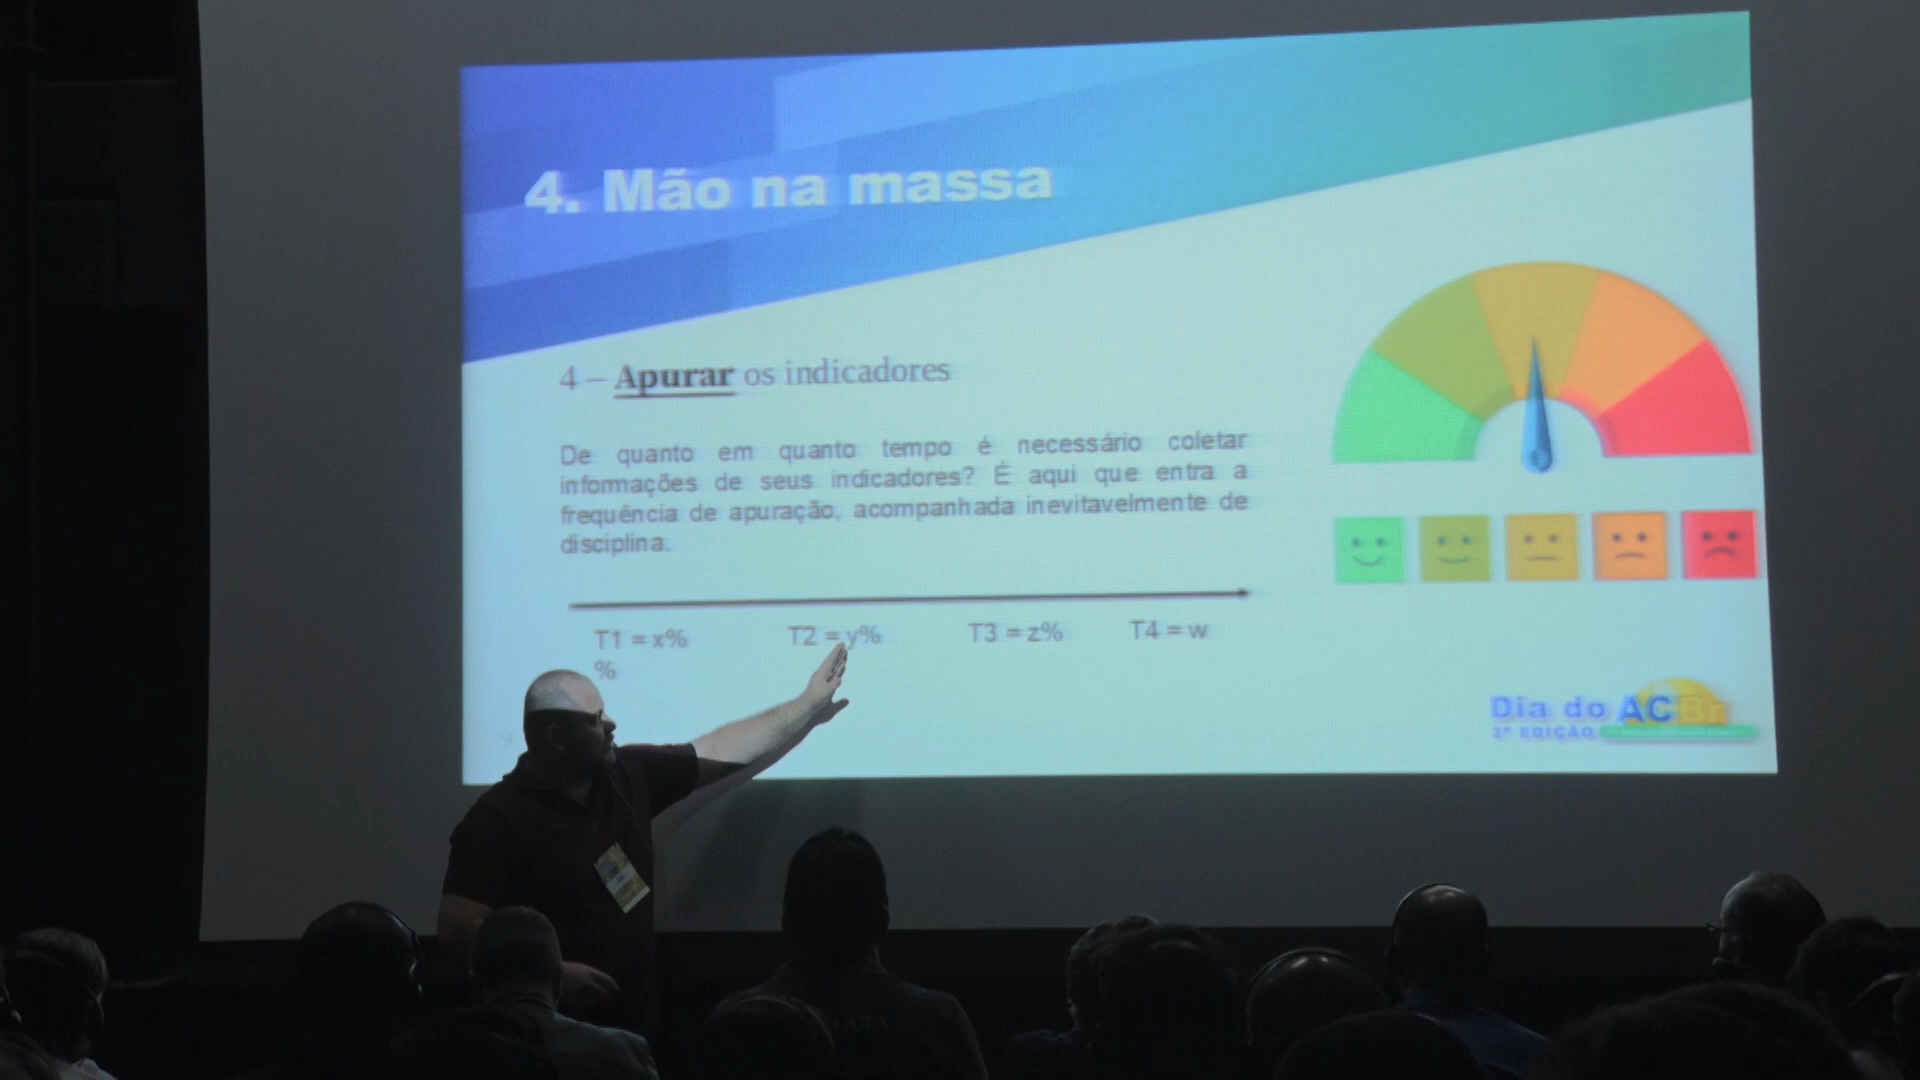 4. Mão na massa
4 – Apurar os indicadores
De quanto em quanto tempo é necessário coletar
informações de seus indicadores? É aqui que entra a
frequência de apuração, acompanhada inevitavelmente de
disciplina.
T1 = x% T2 = y% T3 = z% T4 = w
%
Dia do ACBr
2ª EDIÇÃO